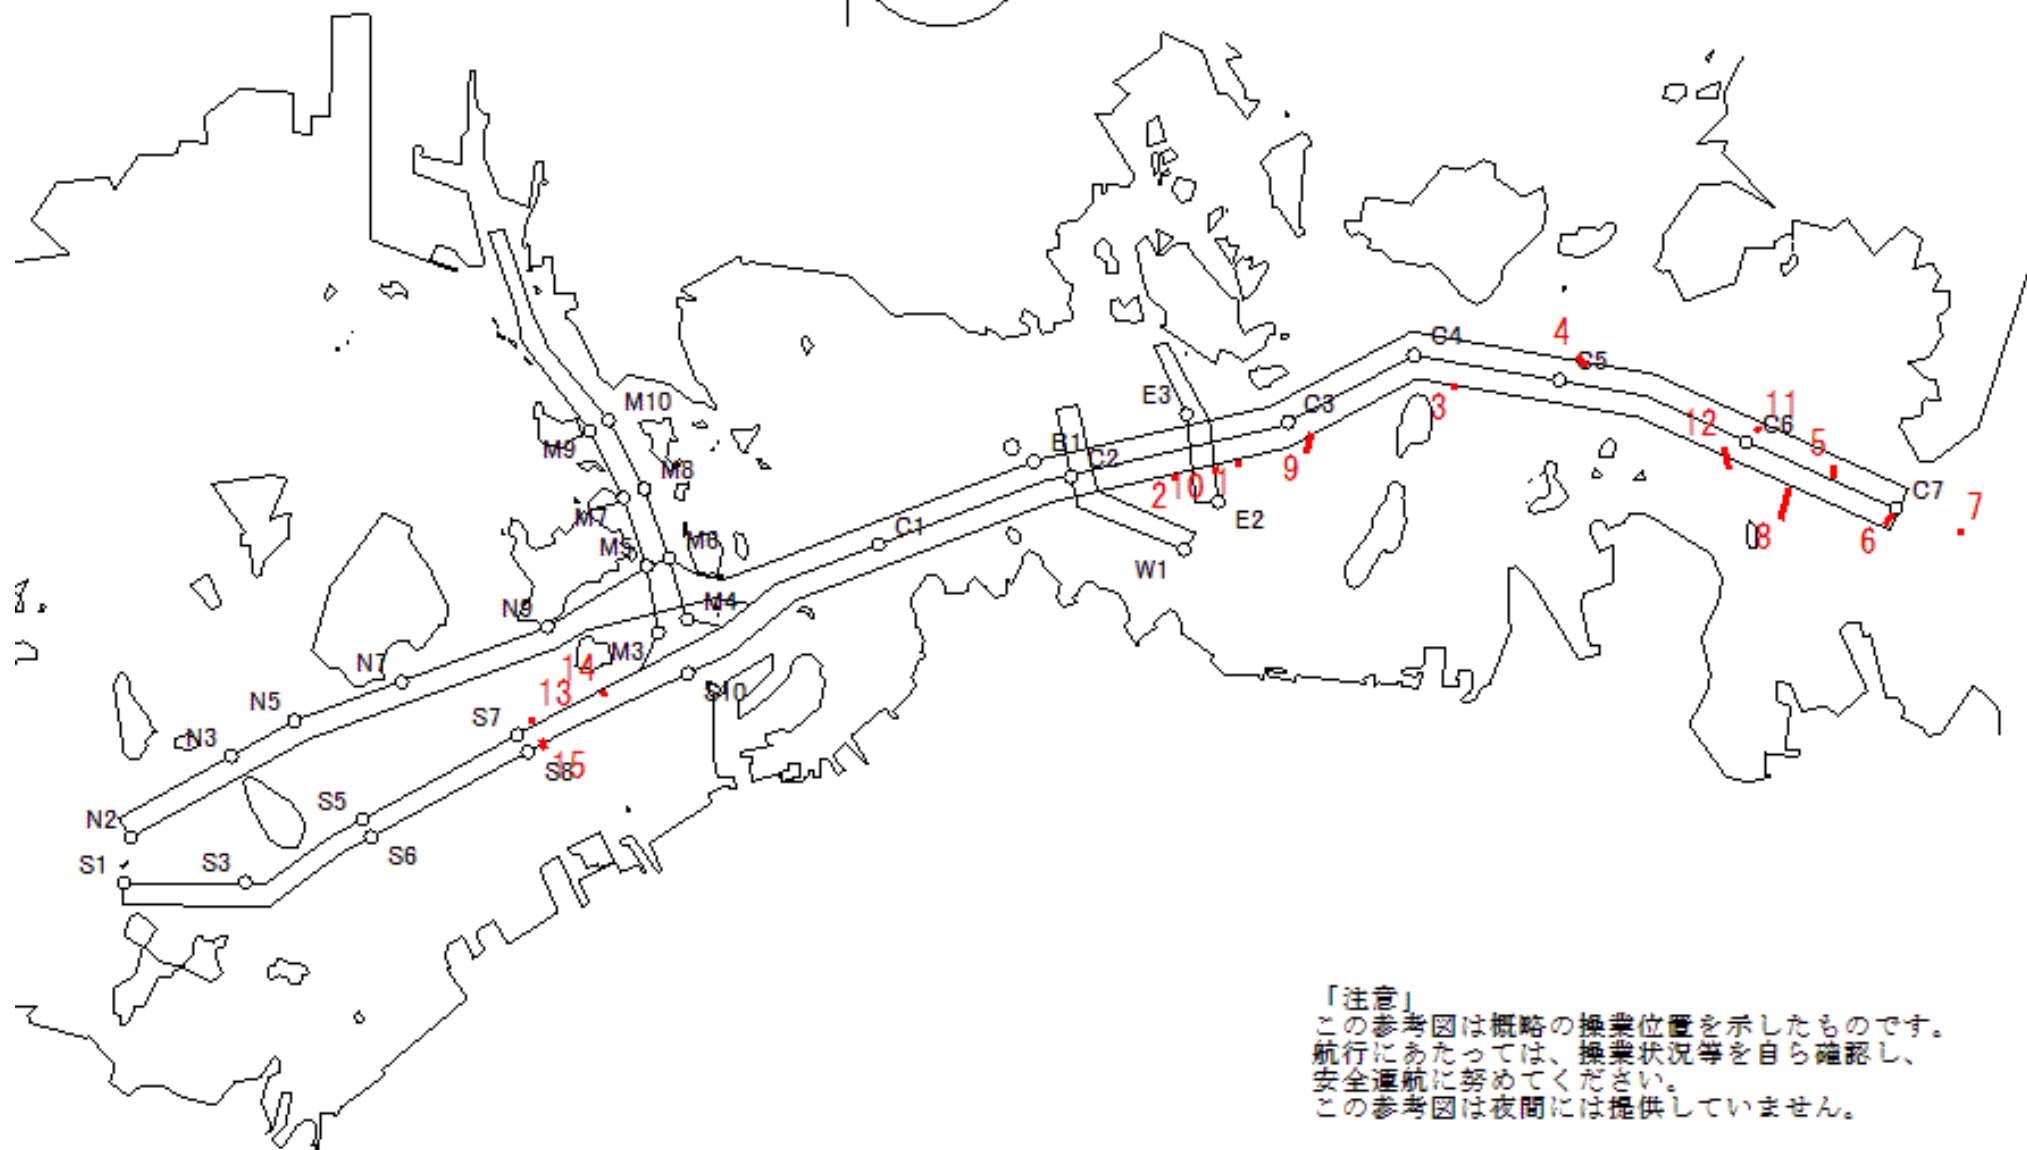 C4
4
C5
M10
E3
3
C3
11
C6
12
M9
B1
5
M8
C2
9
2
10
1
C7
M7
E2
7
8
6
C1
M5
M6
W1
N9
M4
M3
N7
14
13
S10
N5
S7
N3
S8
15
S5
N2
S6
S1
S3
「注意」
この参考図は概略の操業位置を示したものです。
航行にあたっては、操業状況等を自ら確認し、
安全運航に努めてください。
この参考図は夜間には提供していません。